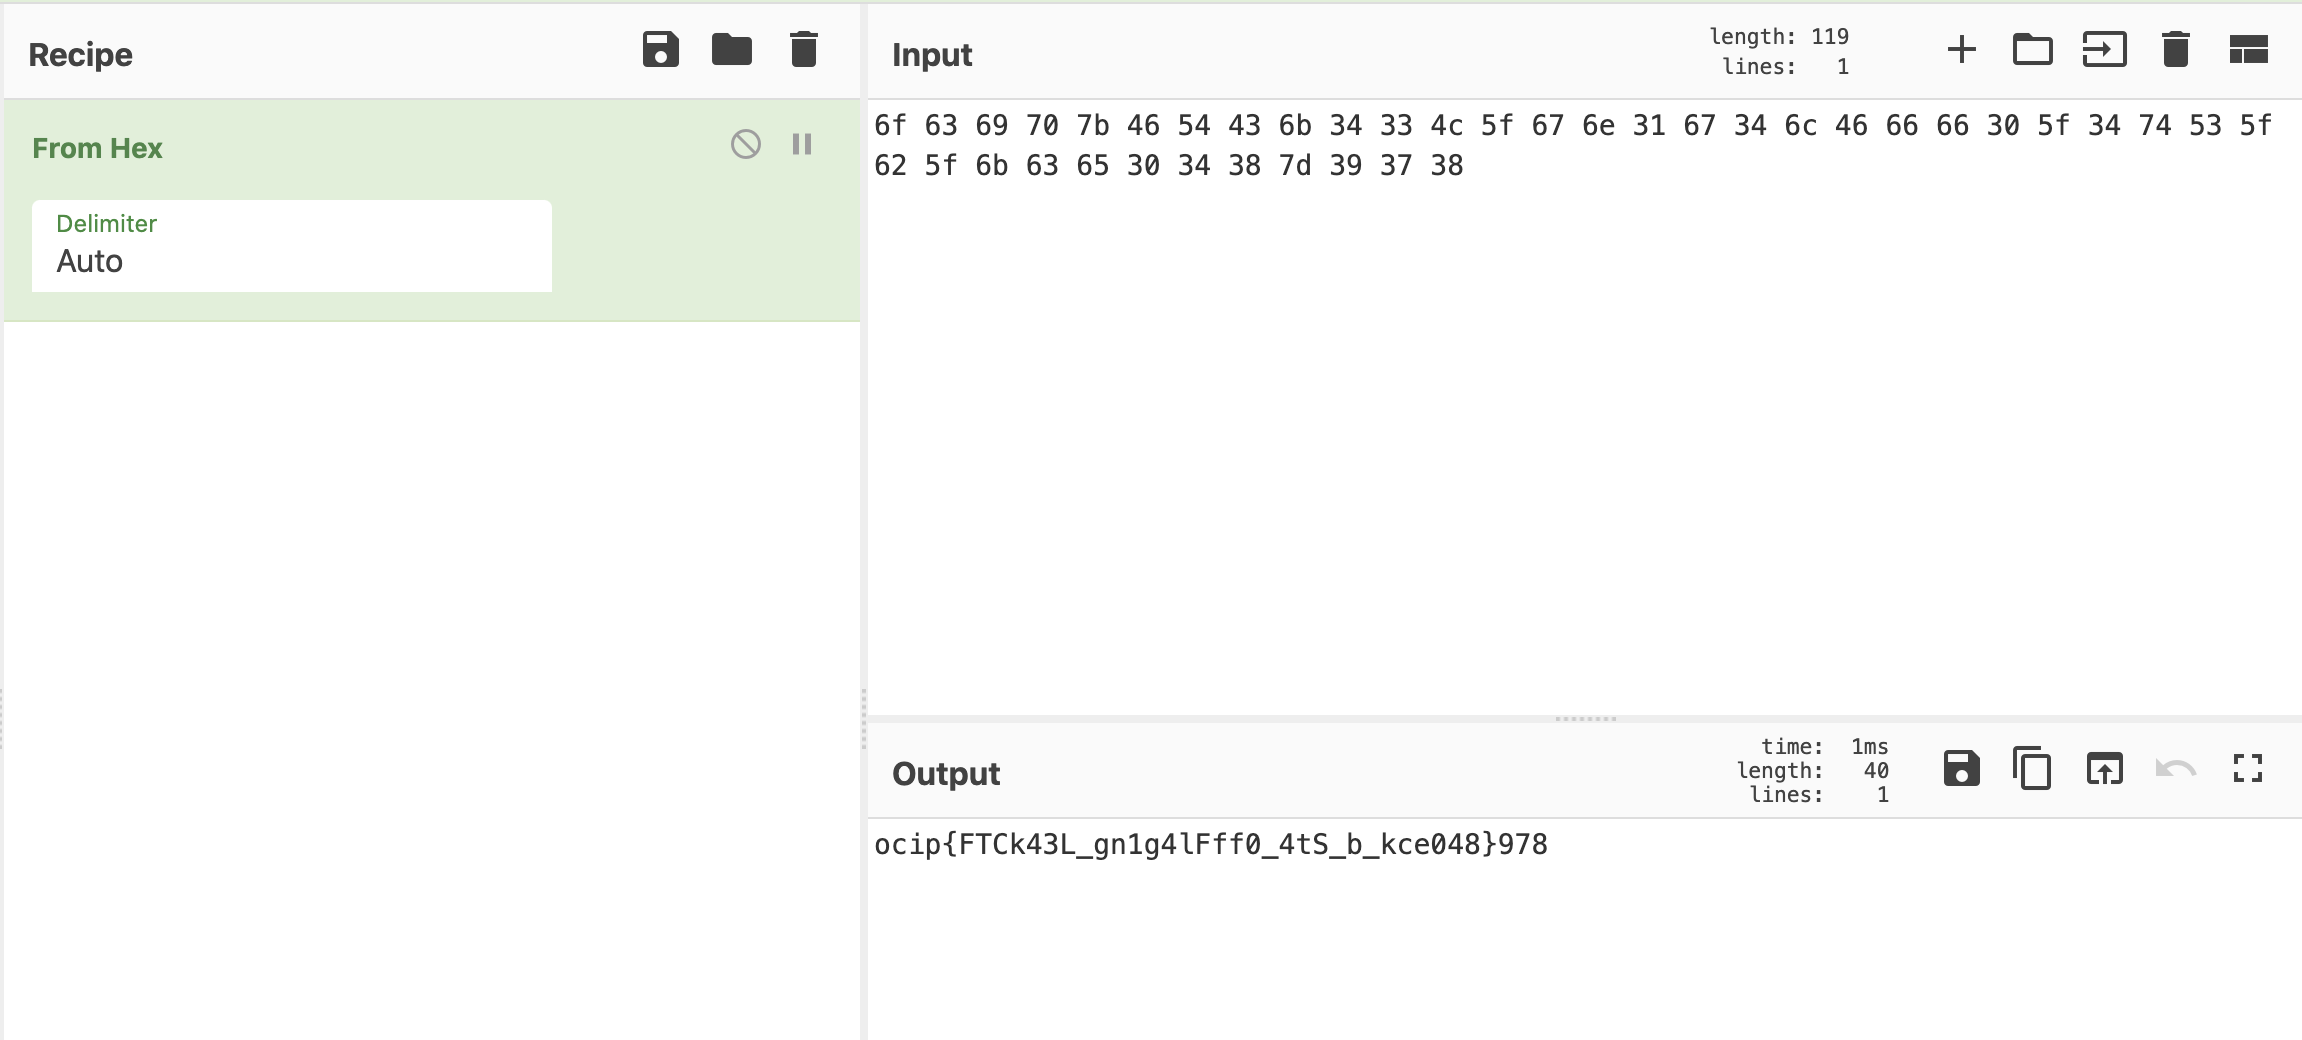 Recipe
From Hex
Delimiter
Auto
Input
length: 119
lines: 1
6f 63 69 70 7b 46 54 43 6b 34 33 4c 5f 67 6e 31 67 34 6c 46 66 66 30 5f 34 74 53 5f
62 5f 6b 63 65 30 34 38 7d 39 37 38
Output
time: 1ms
length: 40
lines: 1
ocip{FTCk43L_gn1g4lFff0_4tS_b_kce048}978